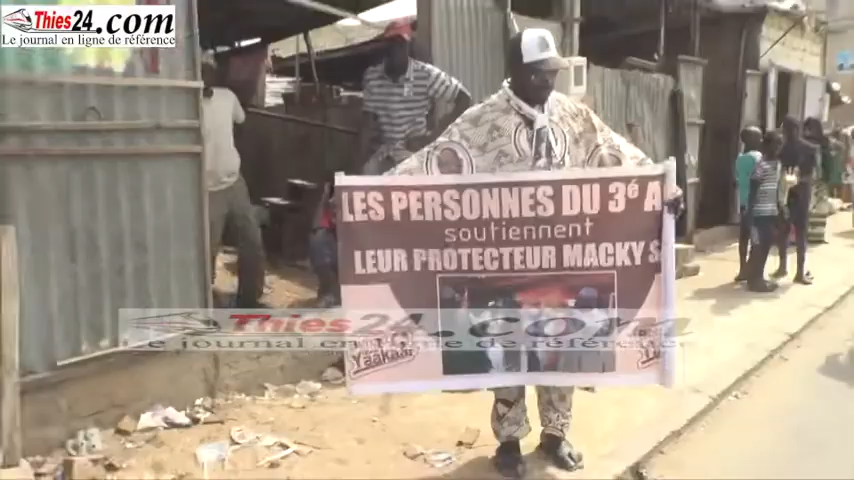 Thies24.com
Le journal en ligne de référence
LES PERSONNES DU 3é A
soutiennent
LEUR PROTECTEUR MACKY S
Thies24.com
Le journal en ligne de référence
Yaakaar